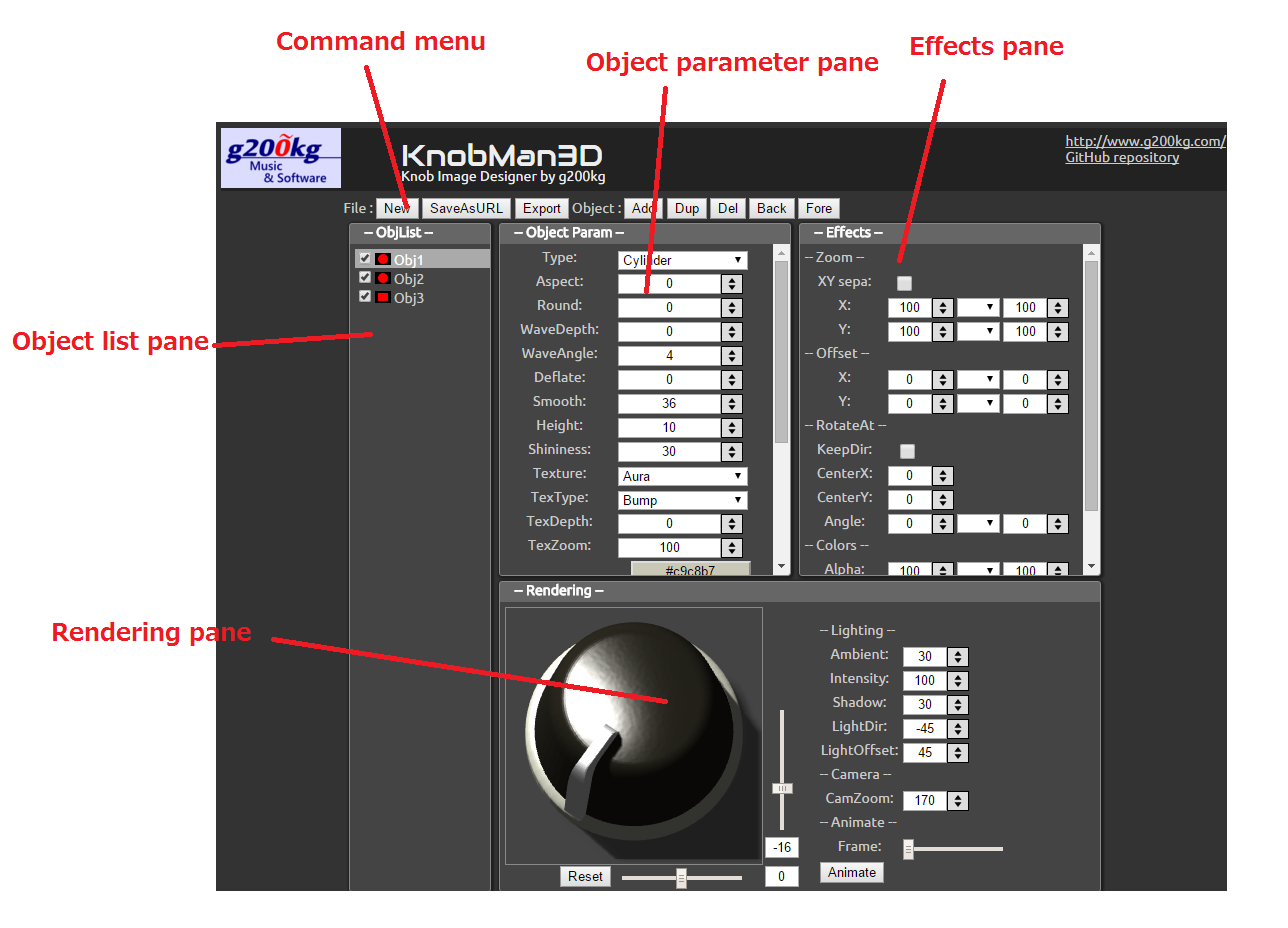 Command menu
Object parameter pane
Effects pane
g200kg
Music
& Software
KnobMan3D
Knob Image Designer by g200kg
http://www.g200kg.com/
GitHub repository
File : New SaveAsURL Export Object : Add Dup Del Back Fore
-- ObjList --
Obj1
Obj2
Obj3
Object list pane
-- Object Param --
Type: Cylinder
Aspect: 0
Round: 0
WaveDepth: 0
WaveAngle: 4
Deflate: 0
Smooth: 36
Height: 10
Shininess: 30
Texture: Aura
TexType: Bump
TexDepth: 0
TexZoom: 100
#c9c8b7
-- Effects --
-- Zoom --
XY sepa:
X: 100 100
Y: 100 100
-- Offset --
X: 0 0
Y: 0 0
-- RotateAt --
KeepDir:
CenterX: 0
CenterY: 0
Angle: 0 0
-- Colors --
Alpha: 100 100
-- Rendering --
Rendering pane
-16
Reset 0
-- Lighting --
Ambient: 30
Intensity: 100
Shadow: 30
LightDir: -45
LightOffset: 45
-- Camera --
CamZoom: 170
-- Animate --
Frame:
Animate